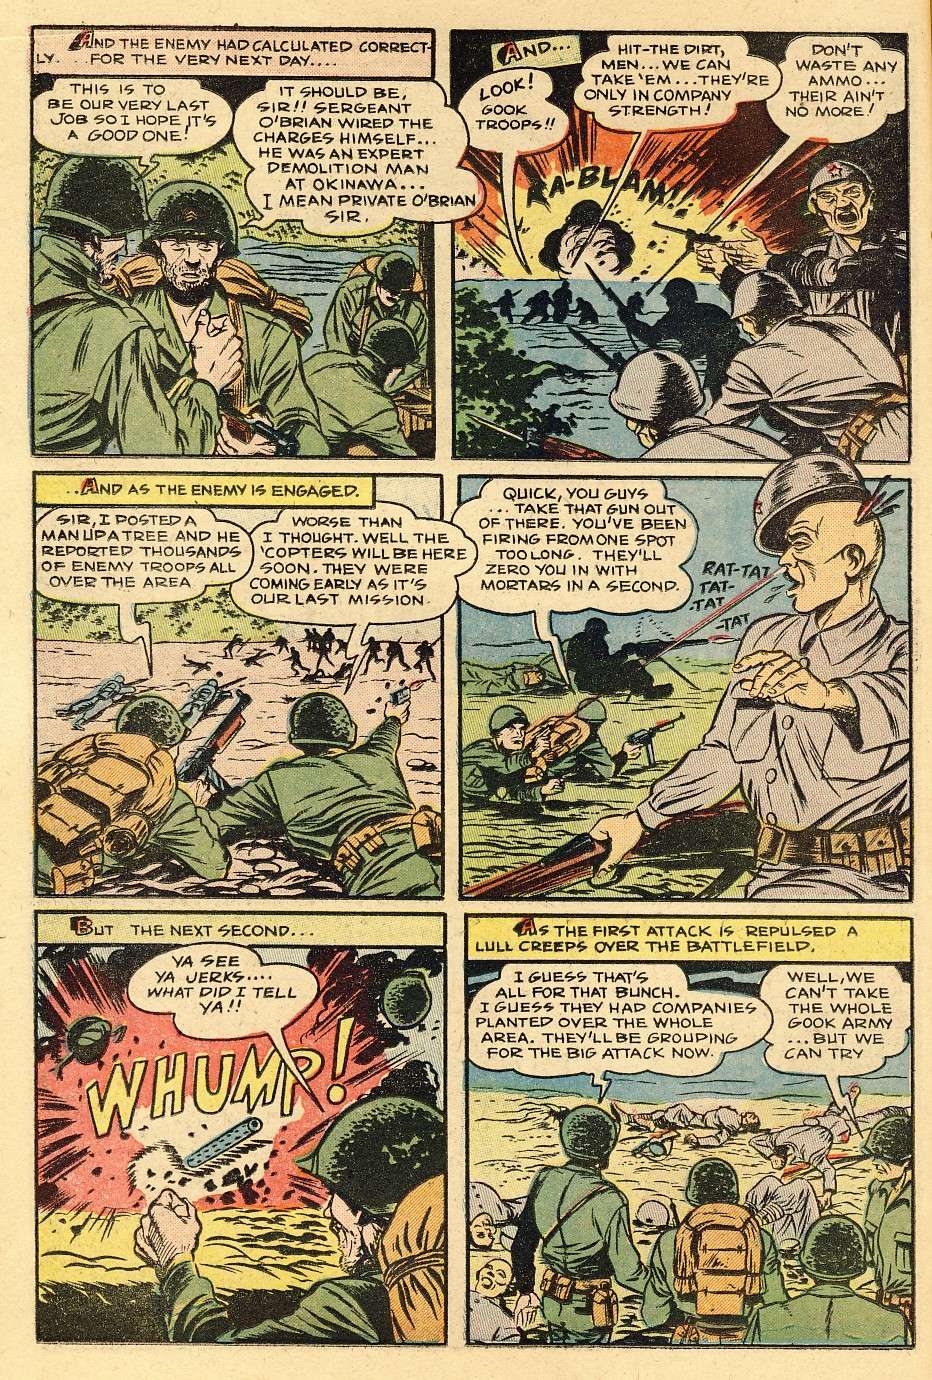 AND THE ENEMY HAD CALCULATED CORRECT-
LY. . . . FOR THE VERY NEXT DAY....
THIS IS TO
BE OUR VERY LAST
JOB SO I HOPE IT'S
A GOOD ONE!
IT SHOULD BE,
SIR!! SERGEANT
O'BRIAN WIRED THE
CHARGES HIMSELF...
HE WAS AN EXPERT
DEMOLITION MAN
AT OKINAWA...
I MEAN PRIVATE O'BRIAN
SIR.
AND...
LOOK!
GOOK
TROOPS!!
HIT-THE DIRT,
MEN... WE CAN
TAKE 'EM... THEY'RE
ONLY IN COMPANY
STRENGTH!
DON'T
WASTE ANY
AMMO...
THEIR AIN'T
NO MORE!
KA-BLAM!!
...AND AS THE ENEMY IS ENGAGED.
SIR, I POSTED A
MAN UP A TREE AND HE
REPORTED THOUSANDS
OF ENEMY TROOPS ALL
OVER THE AREA
WORSE THAN
I THOUGHT. WELL THE
'COPTERS WILL BE HERE
SOON. THEY WERE
COMING EARLY AS IT'S
OUR LAST MISSION.
QUICK, YOU GUYS
... TAKE THAT GUN OUT
OF THERE. YOU'VE BEEN
FIRING FROM ONE SPOT
TOO LONG. THEY'LL
ZERO YOU IN WITH
MORTARS IN A SECOND.
RAT-TAT
TAT-
-TAT
-TAT
BUT THE NEXT SECOND...
YA SEE
YA JERKS....
WHAT DID I TELL
YA!!
WHUMP!
AS THE FIRST ATTACK IS REPULSED A
LULL CREEPS OVER THE BATTLEFIELD.
I GUESS THAT'S
ALL FOR THAT BUNCH.
I GUESS THEY HAD COMPANIES
PLANTED OVER THE WHOLE
AREA. THEY'LL BE GROUPING
FOR THE BIG ATTACK NOW.
WELL, WE
CAN'T TAKE
THE WHOLE
GOOK ARMY
... BUT WE
CAN TRY